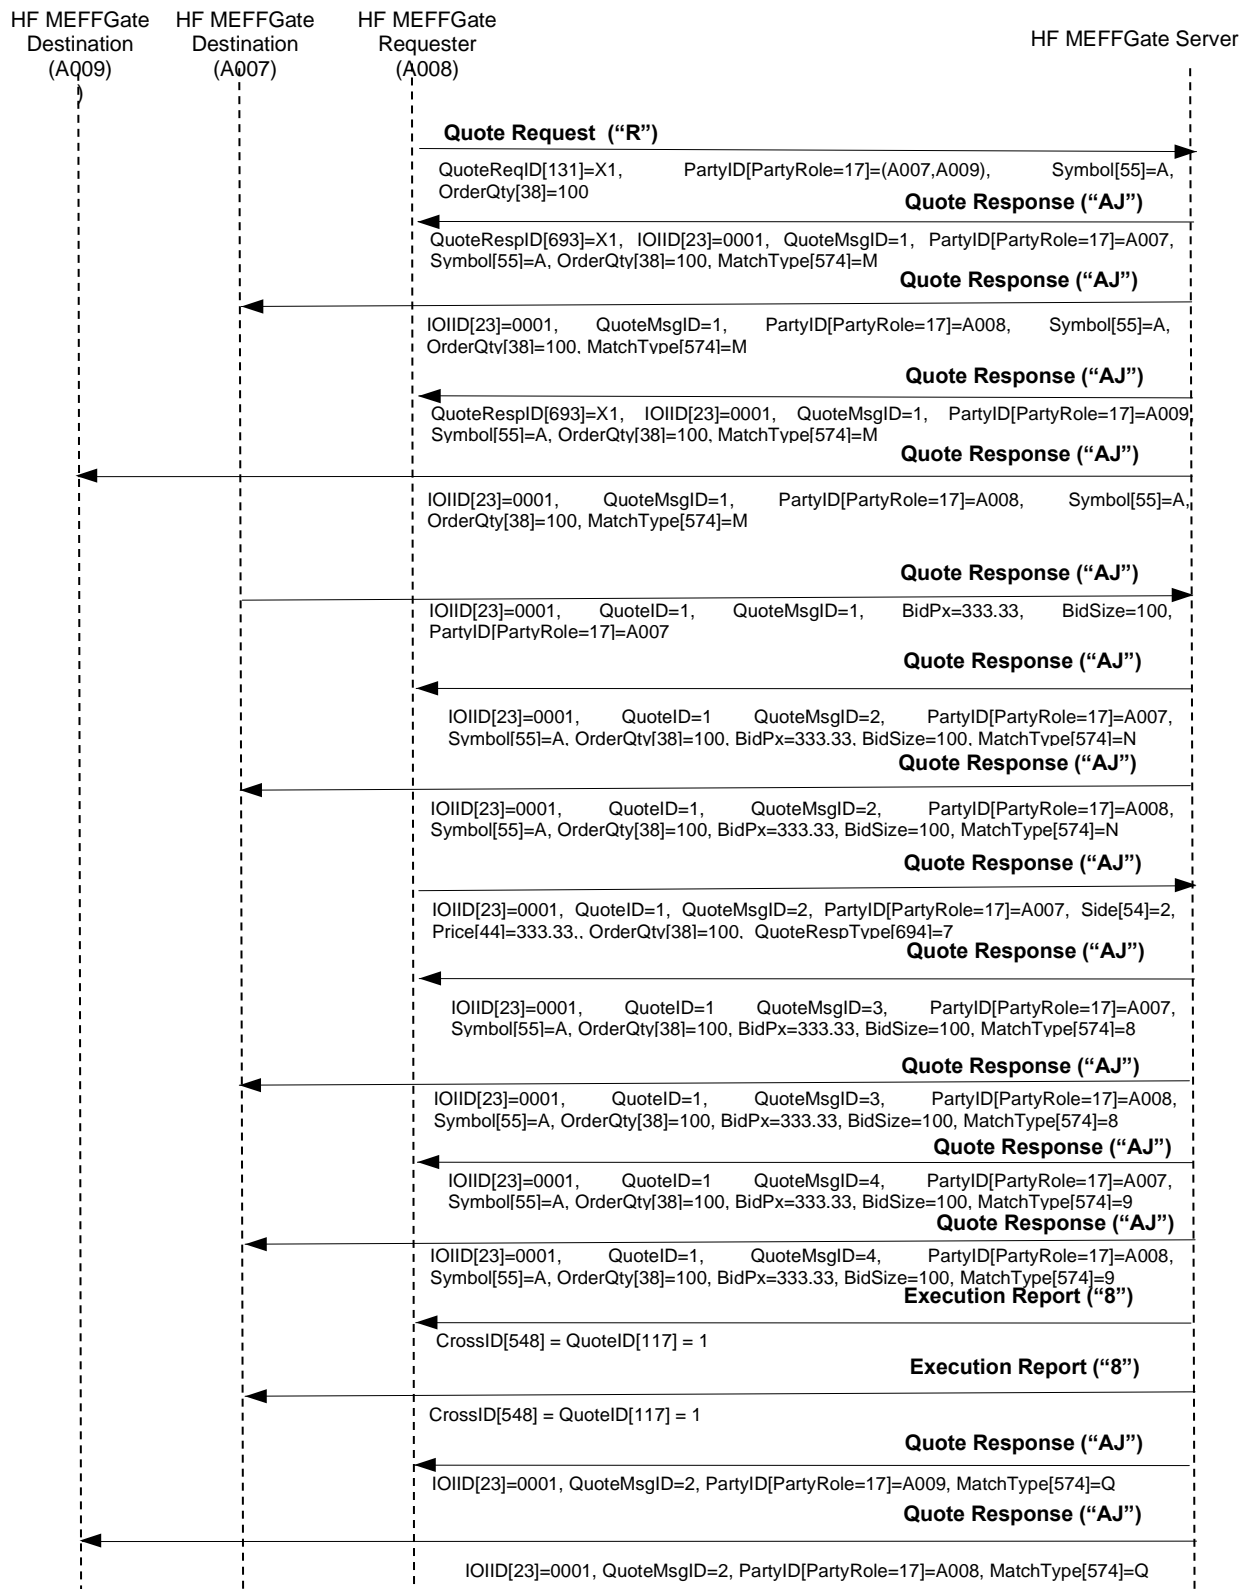 HF MEFFGate
Destination
(A009)
)
HF MEFFGate
Destination
(A007)
HF MEFFGate
Requester
(A008)
HF MEFFGate Server
Quote Request (“R”)
QuoteReqID[131]=X1, PartyID[PartyRole=17]=(A007,A009), Symbol[55]=A,
OrderQty[38]=100
Quote Response (“AJ”)
QuoteRespID[693]=X1, IOIID[23]=0001, QuoteMsgID=1, PartyID[PartyRole=17]=A007,
Symbol[55]=A, OrderQty[38]=100, MatchType[574]=M
Quote Response (“AJ”)
IOIID[23]=0001, QuoteMsgID=1, PartyID[PartyRole=17]=A008, Symbol[55]=A,
OrderQty[38]=100, MatchType[574]=M
Quote Response (“AJ”)
QuoteRespID[693]=X1, IOIID[23]=0001, QuoteMsgID=1, PartyID[PartyRole=17]=A009,
Symbol[55]=A, OrderQty[38]=100, MatchType[574]=M
Quote Response (“AJ”)
IOIID[23]=0001, QuoteMsgID=1, PartyID[PartyRole=17]=A008, Symbol[55]=A,
OrderQty[38]=100, MatchType[574]=M
Quote Response (“AJ”)
IOIID[23]=0001, QuoteID=1, QuoteMsgID=1, BidPx=333.33, BidSize=100,
PartyID[PartyRole=17]=A007
Quote Response (“AJ”)
IOIID[23]=0001, QuoteID=1 QuoteMsgID=2, PartyID[PartyRole=17]=A007,
Symbol[55]=A, OrderQty[38]=100, BidPx=333.33, BidSize=100, MatchType[574]=N
Quote Response (“AJ”)
IOIID[23]=0001, QuoteID=1, QuoteMsgID=2, PartyID[PartyRole=17]=A008,
Symbol[55]=A, OrderQty[38]=100, BidPx=333.33, BidSize=100, MatchType[574]=N
Quote Response (“AJ”)
IOIID[23]=0001, QuoteID=1, QuoteMsgID=2, PartyID[PartyRole=17]=A007, Side[54]=2,
Price[44]=333.33,, OrderQty[38]=100, QuoteRespType[694]=7
Quote Response (“AJ”)
IOIID[23]=0001, QuoteID=1 QuoteMsgID=3, PartyID[PartyRole=17]=A007,
Symbol[55]=A, OrderQty[38]=100, BidPx=333.33, BidSize=100, MatchType[574]=8
Quote Response (“AJ”)
IOIID[23]=0001, QuoteID=1, QuoteMsgID=3, PartyID[PartyRole=17]=A008,
Symbol[55]=A, OrderQty[38]=100, BidPx=333.33, BidSize=100, MatchType[574]=8
Quote Response (“AJ”)
IOIID[23]=0001, QuoteID=1 QuoteMsgID=4, PartyID[PartyRole=17]=A007,
Symbol[55]=A, OrderQty[38]=100, BidPx=333.33, BidSize=100, MatchType[574]=9
Quote Response (“AJ”)
IOIID[23]=0001, QuoteID=1, QuoteMsgID=4, PartyID[PartyRole=17]=A008,
Symbol[55]=A, OrderQty[38]=100, BidPx=333.33, BidSize=100, MatchType[574]=9
Execution Report (“8”)
CrossID[548] = QuoteID[117] = 1
Execution Report (“8”)
CrossID[548] = QuoteID[117] = 1
Quote Response (“AJ”)
IOIID[23]=0001, QuoteMsgID=2, PartyID[PartyRole=17]=A009, MatchType[574]=Q
Quote Response (“AJ”)
IOIID[23]=0001, QuoteMsgID=2, PartyID[PartyRole=17]=A008, MatchType[574]=Q